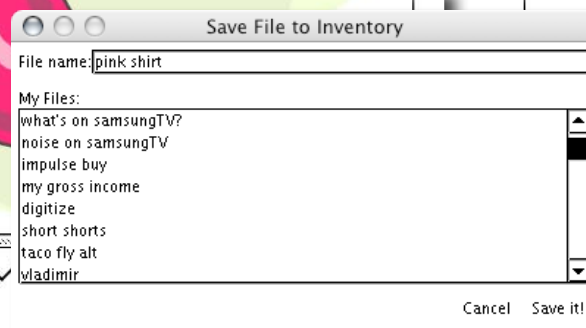 Save File to Inventory
File name: pink shirt
My Files:
what's on samsungTV?
noise on samsungTV
impulse buy
my gross income
digitize
short shorts
taco fly alt
vladimir
Cancel Save it!